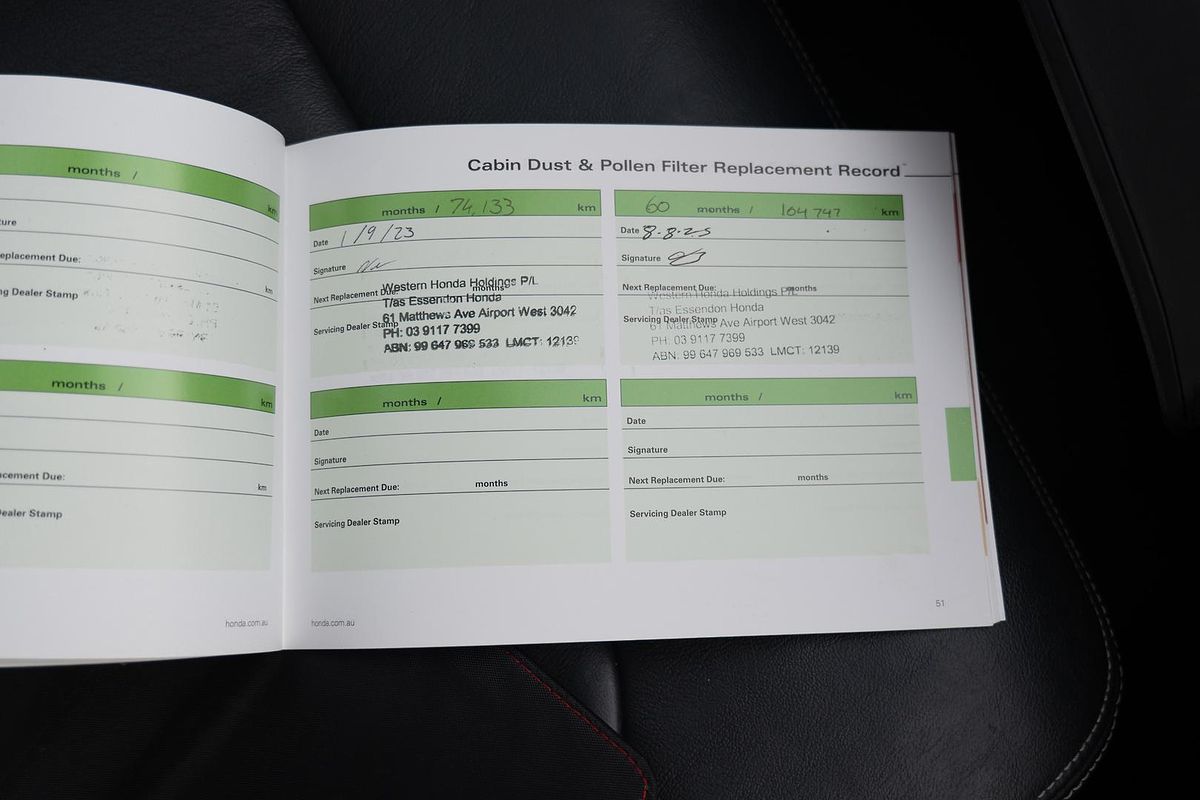 months /
km
ture
eplacement Due:
km
ng Dealer Stamp
months /
km
cement Due:
km
ealer Stamp
honda.com.au
Cabin Dust & Pollen Filter Replacement Record
months / 74,133 km
Date 1/9/23
Signature
Next Replacement Due: months
Servicing Dealer Stamp
Western Honda Holdings P/L
T/as Essendon Honda
61 Matthews Ave Airport West 3042
PH: 03 9117 7399
ABN: 99 647 969 533 LMCT: 12139
60 months / 104747 km
Date 8.8.25
Signature
Next Replacement Due: months
Servicing Dealer Stamp
Western Honda Holdings P/L
T/as Essendon Honda
61 Matthews Ave Airport West 3042
PH: 03 9117 7399
ABN: 99 647 969 533 LMCT: 12139
months / km
Date
Signature
Next Replacement Due: months
Servicing Dealer Stamp
months / km
Date
Signature
Next Replacement Due: months
Servicing Dealer Stamp
honda.com.au
51